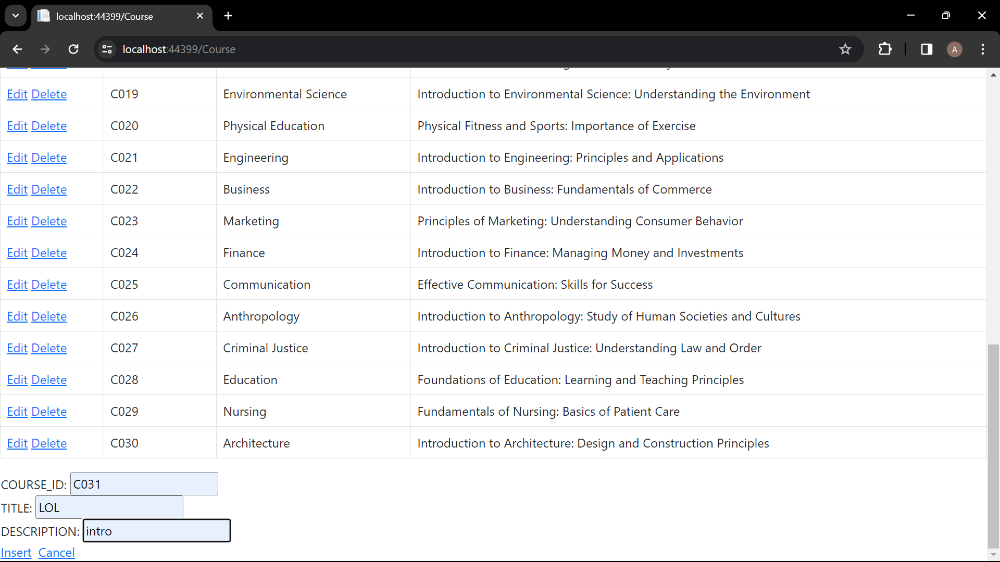 localhost:44399/Course
localhost:44399/Course
A
Edit Delete C019 Environmental Science Introduction to Environmental Science: Understanding the Environment
Edit Delete C020 Physical Education Physical Fitness and Sports: Importance of Exercise
Edit Delete C021 Engineering Introduction to Engineering: Principles and Applications
Edit Delete C022 Business Introduction to Business: Fundamentals of Commerce
Edit Delete C023 Marketing Principles of Marketing: Understanding Consumer Behavior
Edit Delete C024 Finance Introduction to Finance: Managing Money and Investments
Edit Delete C025 Communication Effective Communication: Skills for Success
Edit Delete C026 Anthropology Introduction to Anthropology: Study of Human Societies and Cultures
Edit Delete C027 Criminal Justice Introduction to Criminal Justice: Understanding Law and Order
Edit Delete C028 Education Foundations of Education: Learning and Teaching Principles
Edit Delete C029 Nursing Fundamentals of Nursing: Basics of Patient Care
Edit Delete C030 Architecture Introduction to Architecture: Design and Construction Principles
COURSE_ID: C031
TITLE: LOL
DESCRIPTION: intro
Insert Cancel